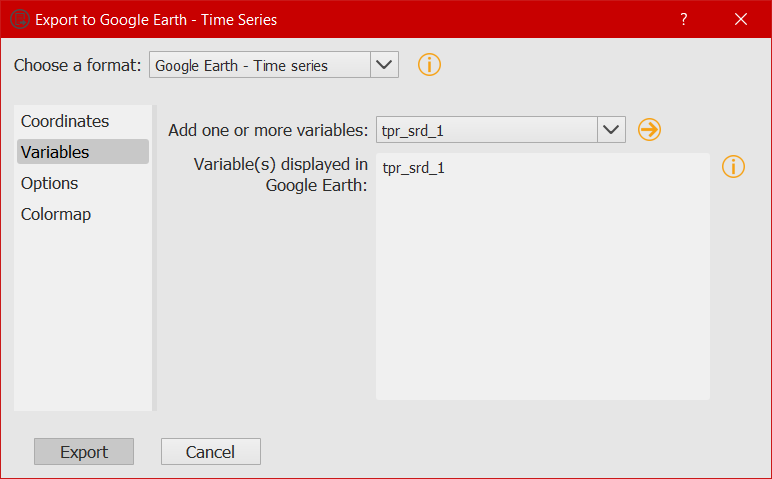 Export to Google Earth - Time Series
?
Choose a format: Google Earth - Time series
Coordinates
Variables
Options
Colormap
Add one or more variables: tpr_srd_1
Variable(s) displayed in
Google Earth:
tpr_srd_1
Export
Cancel